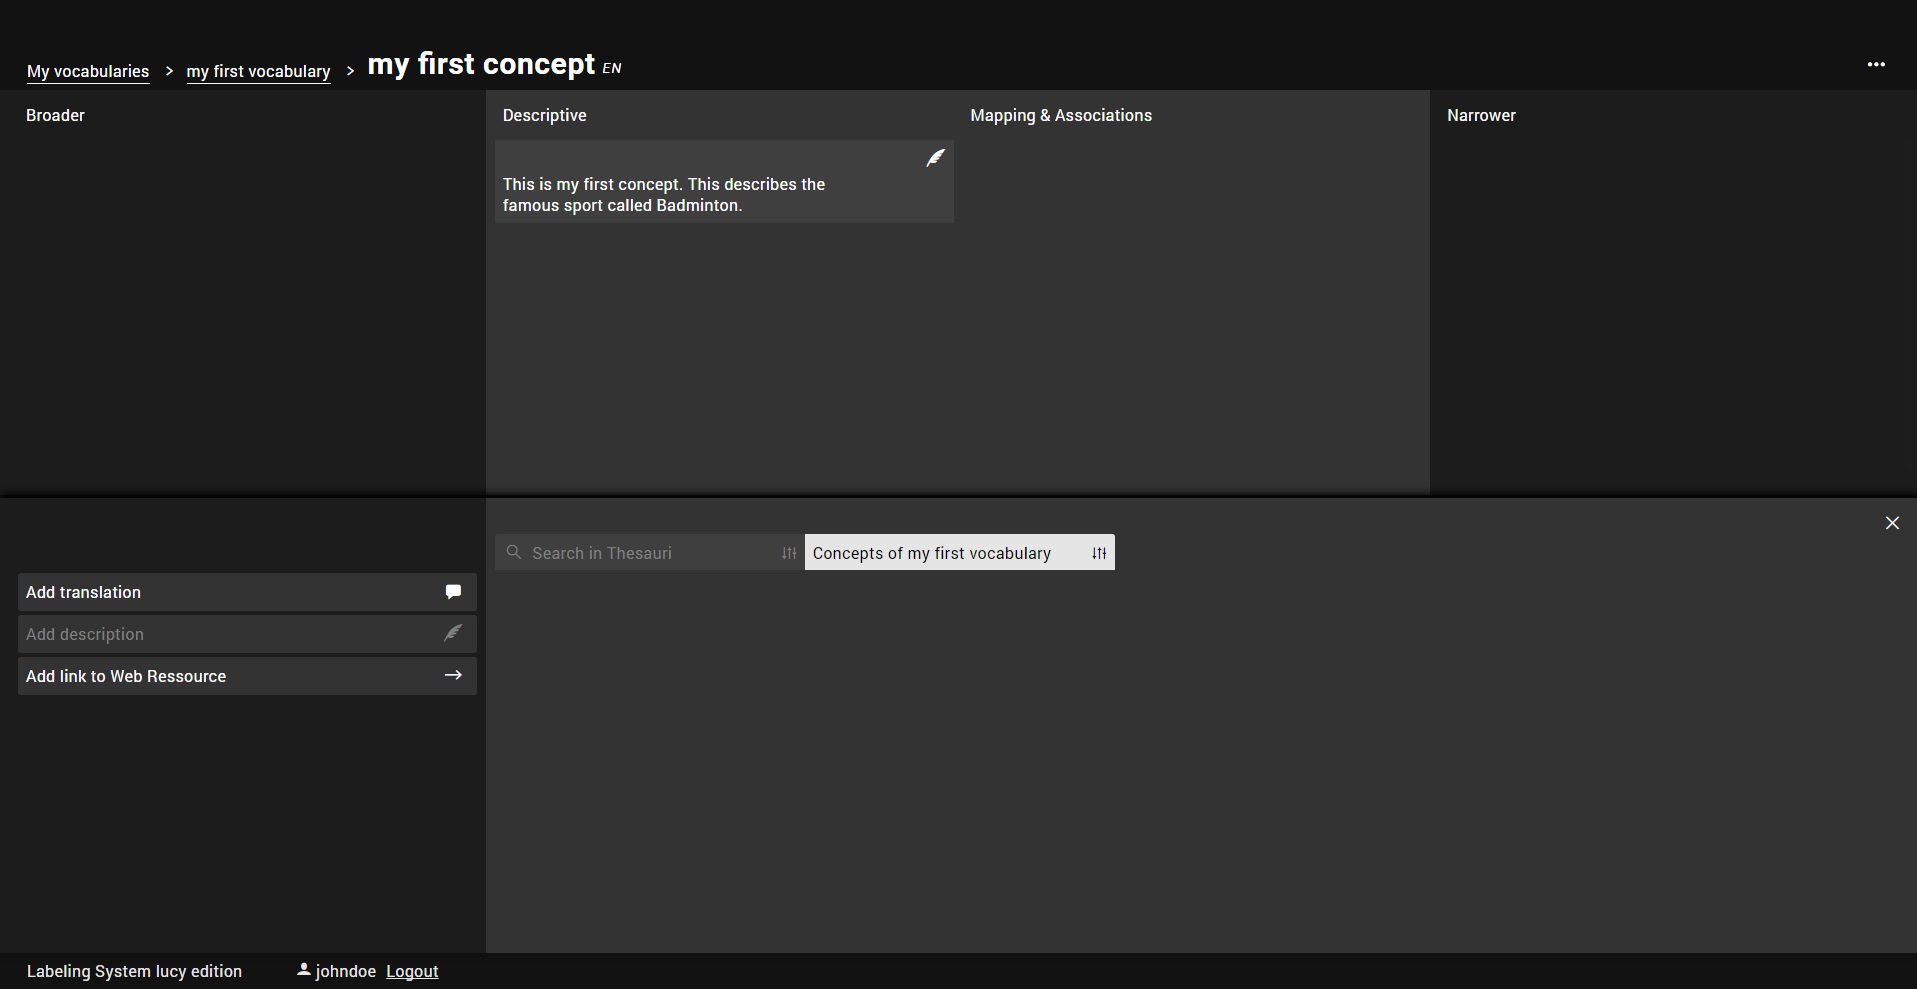 My vocabularies > my first vocabulary > my first concept EN
Broader
Descriptive
Mapping & Associations
Narrower
This is my first concept. This describes the
famous sport called Badminton.
Search in Thesauri
Concepts of my first vocabulary
Add translation
Add description
Add link to Web Ressource
Labeling System lucy edition
johndoe Logout